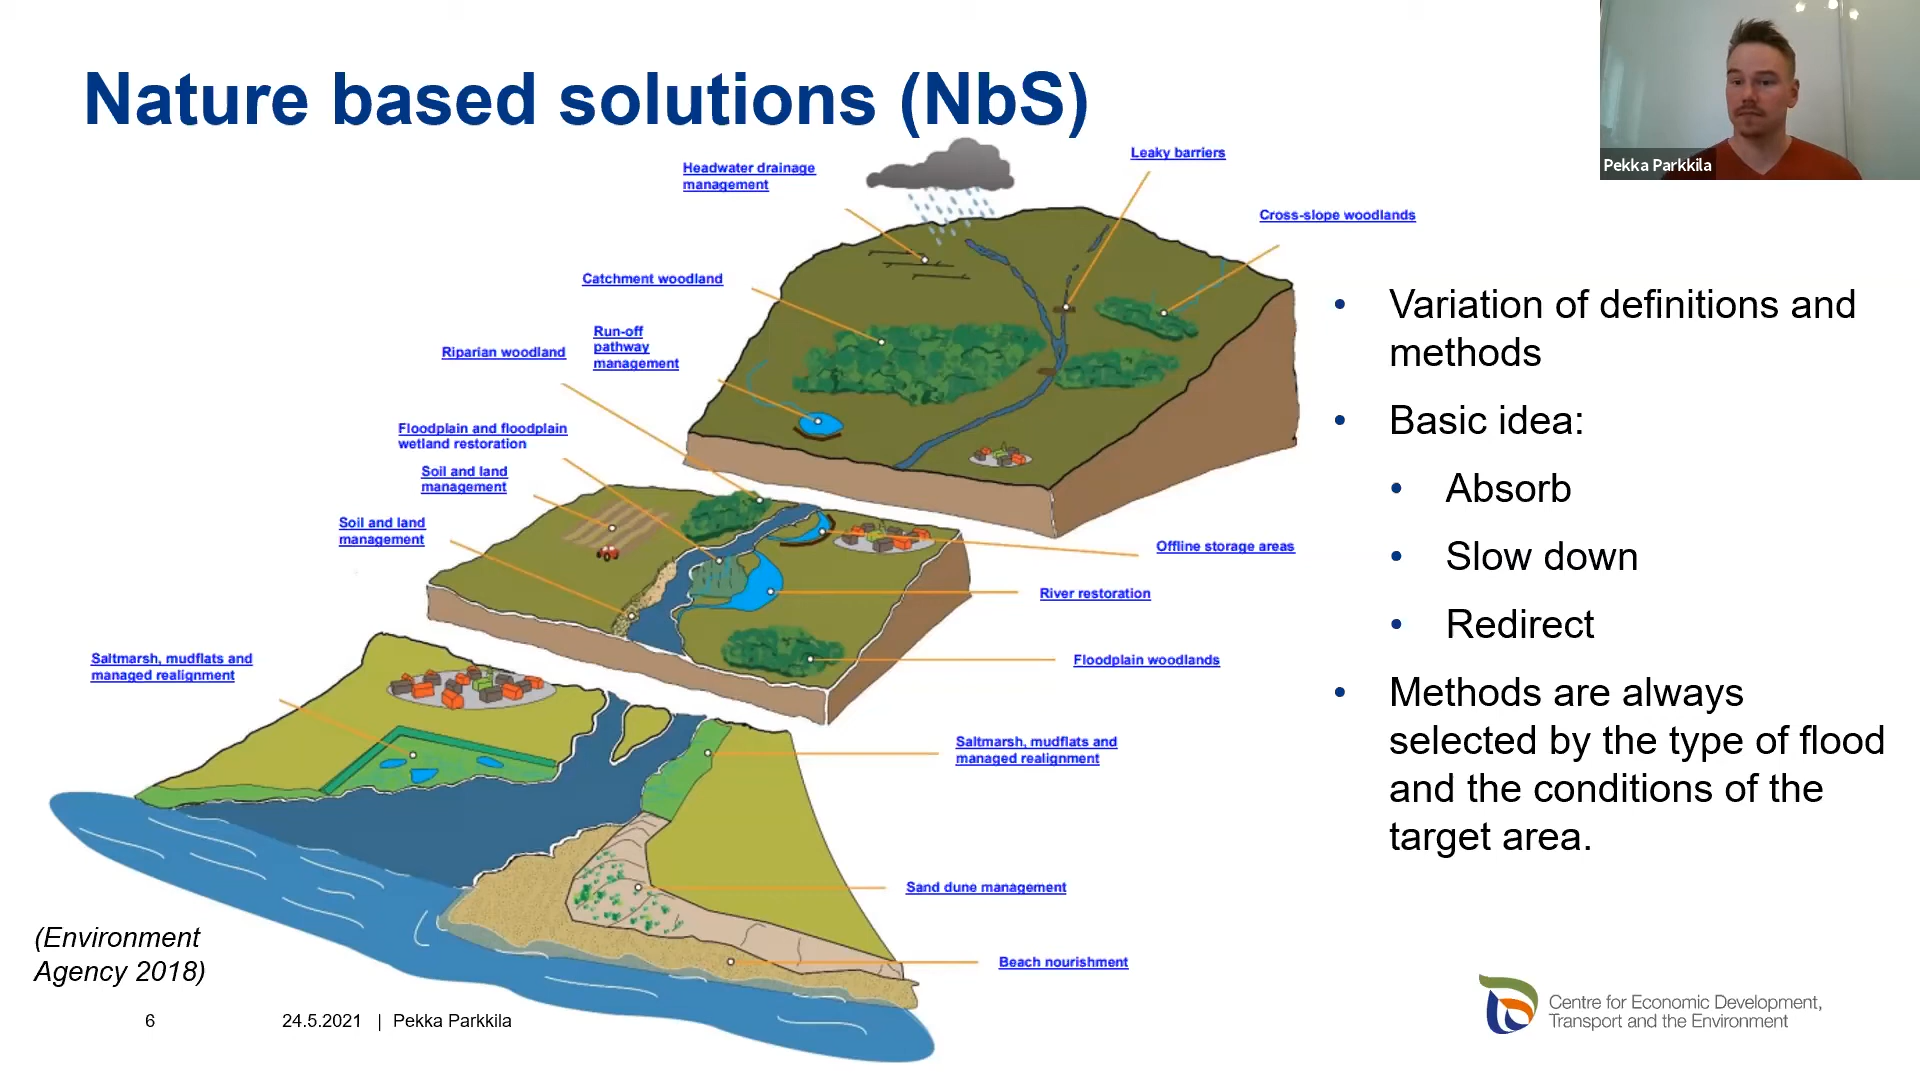 Nature based solutions (NbS)
Pekka Parkkila
Leaky barriers
Headwater drainage
management
Cross-slope woodlands
Catchment woodland
Run-off
pathway
management
Riparian woodland
Floodplain and floodplain
wetland restoration
Soil and land
management
Soil and land
management
Offline storage areas
River restoration
Floodplain woodlands
Saltmarsh, mudflats and
managed realignment
Saltmarsh, mudflats and
managed realignment
Sand dune management
Beach nourishment
• Variation of definitions and
methods
• Basic idea:
• Absorb
• Slow down
• Redirect
• Methods are always
selected by the type of flood
and the conditions of the
target area.
(Environment
Agency 2018)
6 24.5.2021 | Pekka Parkkila
Centre for Economic Development,
Transport and the Environment